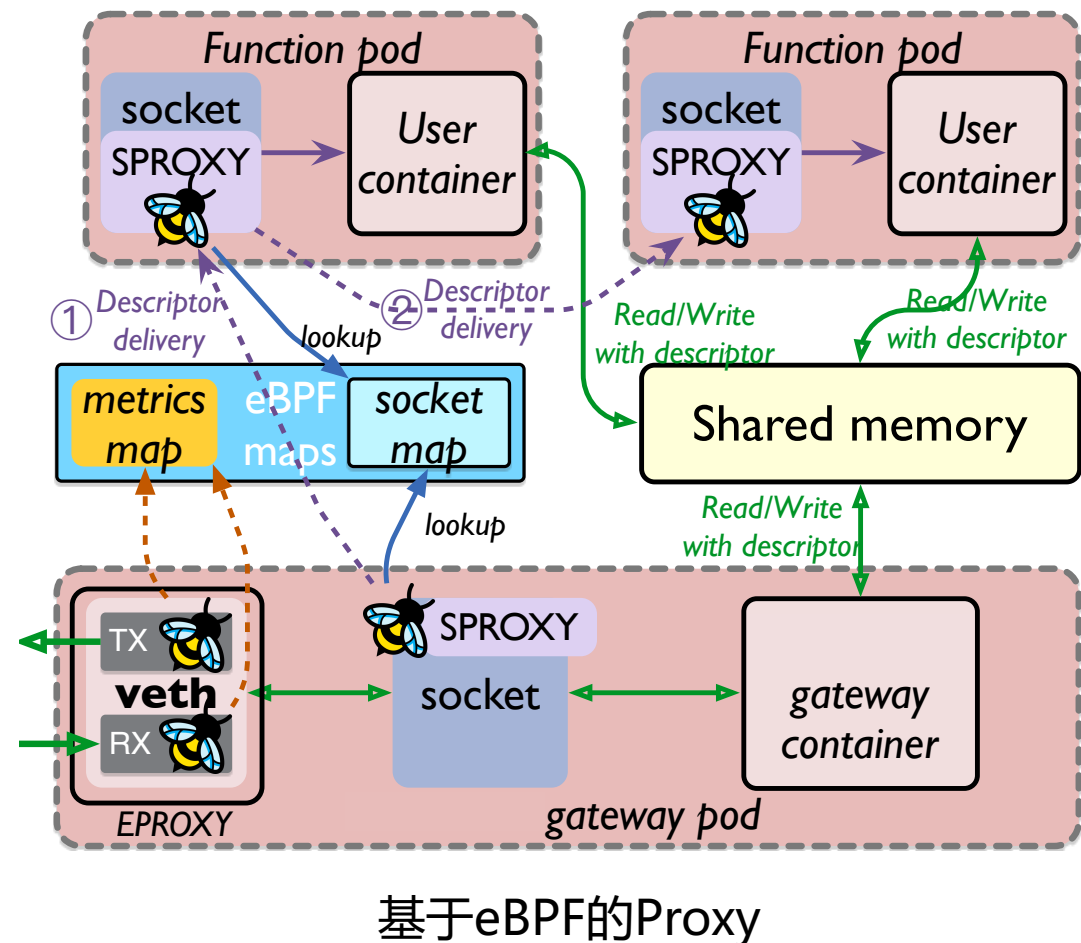 Function pod
socket
SPROXY
User
container
Function pod
socket
SPROXY
User
container
① Descriptor
delivery
② Descriptor
delivery
lookup
Read/Write
with descriptor
Read/Write
with descriptor
metrics
map
eBPF
maps
socket
map
Shared memory
lookup
Read/Write
with descriptor
TX
veth
RX
EPROXY
SPROXY
socket
gateway
container
gateway pod
基于eBPF的Proxy